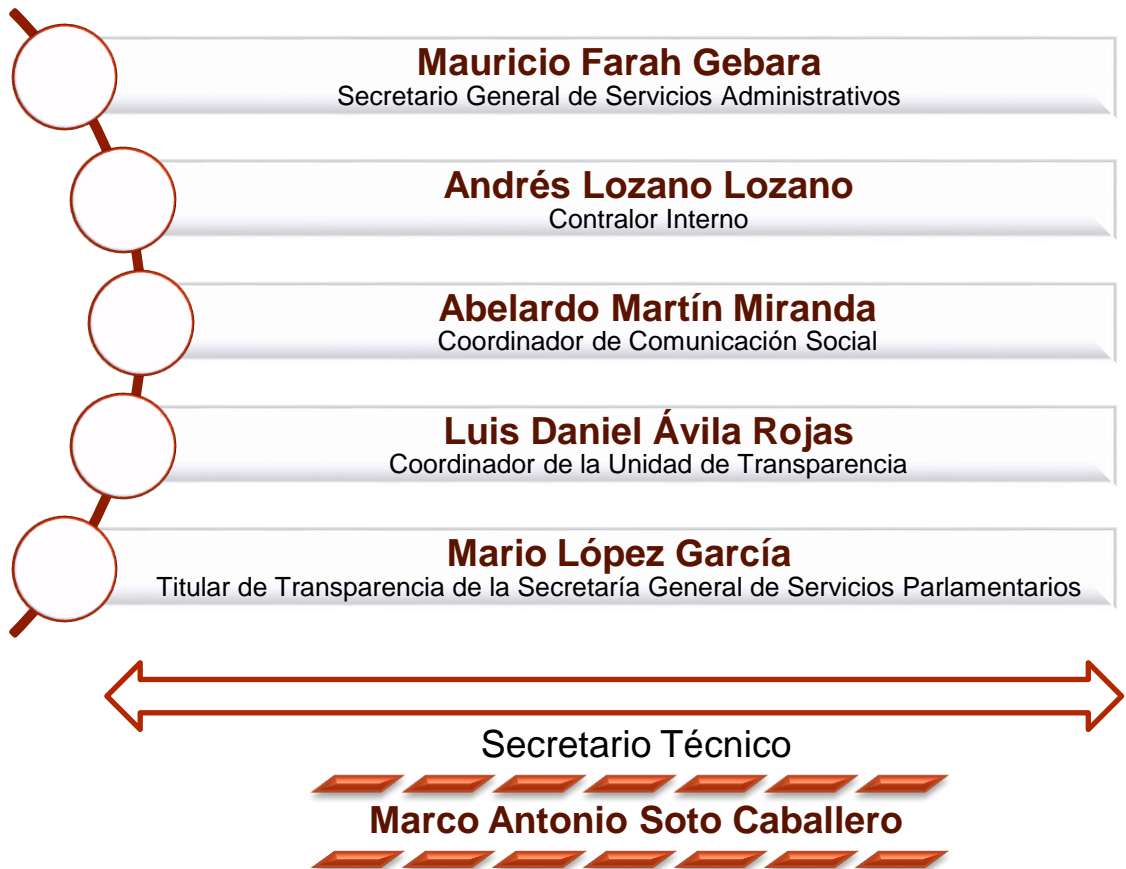 Mauricio Farah Gebara
Secretario General de Servicios Administrativos
Andrés Lozano Lozano
Contralor Interno
Abelardo Martín Miranda
Coordinador de Comunicación Social
Luis Daniel Ávila Rojas
Coordinador de la Unidad de Transparencia
Mario López García
Titular de Transparencia de la Secretaría General de Servicios Parlamentarios
Secretario Técnico
Marco Antonio Soto Caballero